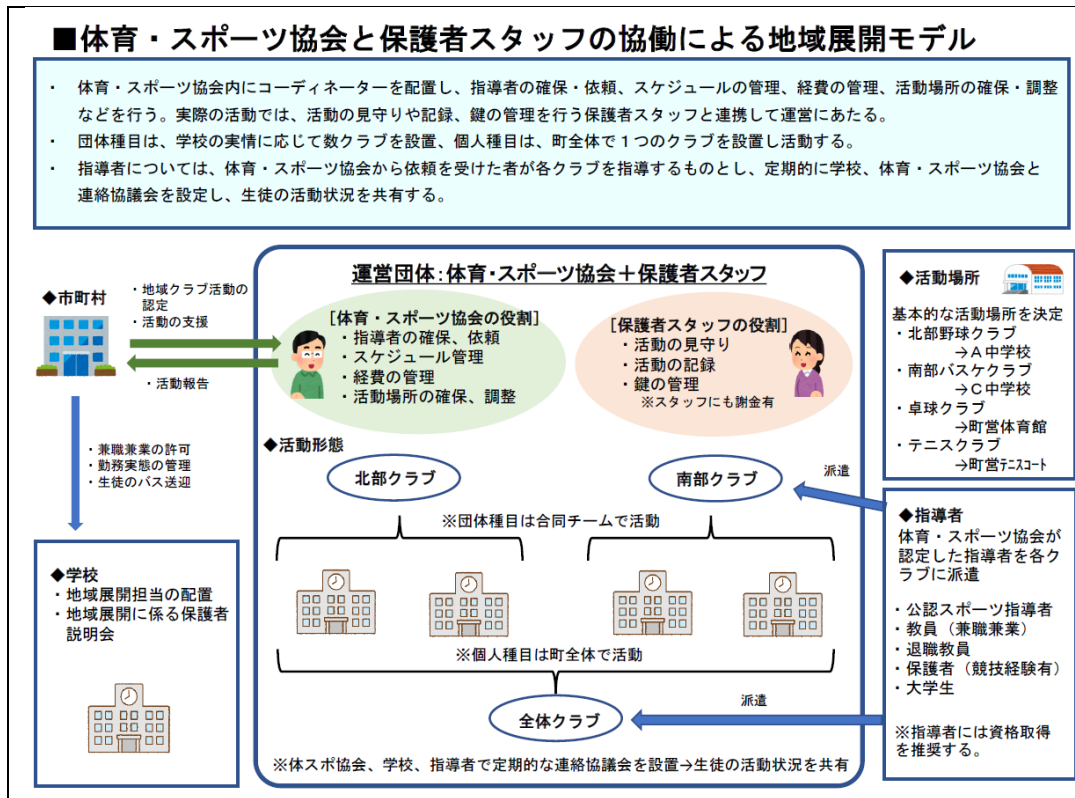 ■体育・スポーツ協会と保護者スタッフの協働による地域展開モデル
・ 体育・スポーツ協会内にコーディネーターを配置し、指導者の確保・依頼、スケジュールの管理、経費の管理、活動場所の確保・調整
などを行う。実際の活動では、活動の見守りや記録、鍵の管理を行う保護者スタッフと連携して運営にあたる。
・ 団体種目は、学校の実情に応じて数クラブを設置、個人種目は、町全体で１つのクラブを設置し活動する。
・ 指導者については、体育・スポーツ協会から依頼を受けた者が各クラブを指導するものとし、定期的に学校、体育・スポーツ協会と
連絡協議会を設定し、生徒の活動状況を共有する。
◆市町村
・地域クラブ活動の
認定
・活動の支援
・活動報告
・兼職兼業の許可
・勤務実態の管理
・生徒のバス送迎
◆学校
・地域展開担当の配置
・地域展開に係る保護者
説明会
運営団体：体育・スポーツ協会＋保護者スタッフ
［体育・スポーツ協会の役割］
・指導者の確保、依頼
・スケジュール管理
・経費の管理
・活動場所の確保、調整
［保護者スタッフの役割］
・活動の見守り
・活動の記録
・鍵の管理
※スタッフにも謝金有
◆活動形態
北部クラブ
南部クラブ
※団体種目は合同チームで活動
※個人種目は町全体で活動
全体クラブ
※体スポ協会、学校、指導者で定期的な連絡協議会を設置→生徒の活動状況を共有
派遣
派遣
◆活動場所
基本的な活動場所を決定
・北部野球クラブ
→Ａ中学校
・南部バスケクラブ
→Ｃ中学校
・卓球クラブ
→町営体育館
・テニスクラブ
→町営ﾃﾆｽｺｰﾄ
◆指導者
体育・スポーツ協会が
認定した指導者を各ク
ラブに派遣
・公認スポーツ指導者
・教員（兼職兼業）
・退職教員
・保護者（競技経験有）
・大学生
※指導者には資格取得
を推奨する。